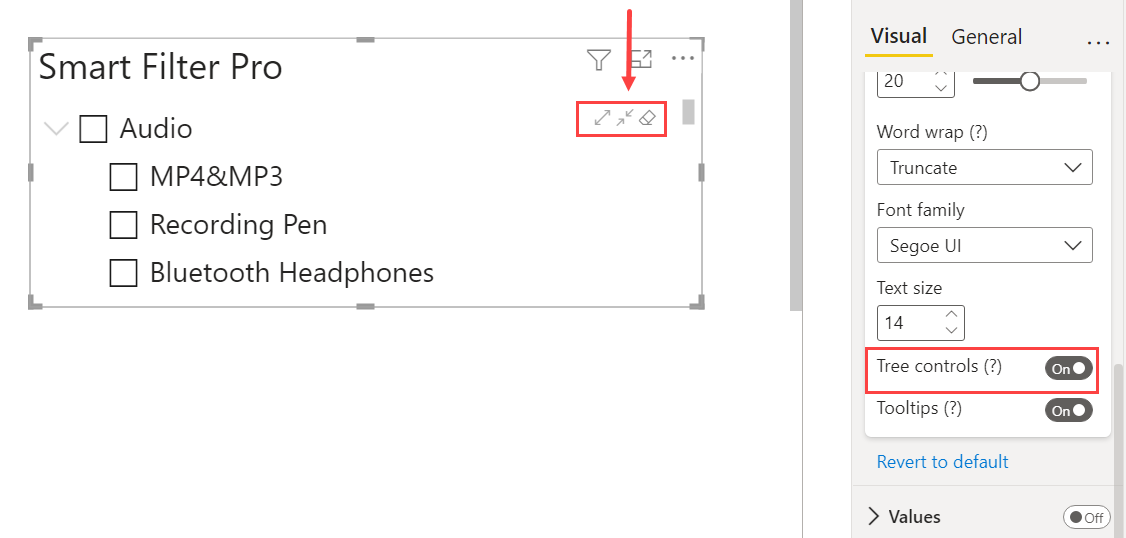 Smart Filter Pro
Audio
MP4&MP3
Recording Pen
Bluetooth Headphones
Visual General ...
20
Word wrap (?)
Truncate
Font family
Segoe UI
Text size
14
Tree controls (?) On
Tooltips (?) On
Revert to default
Values Off